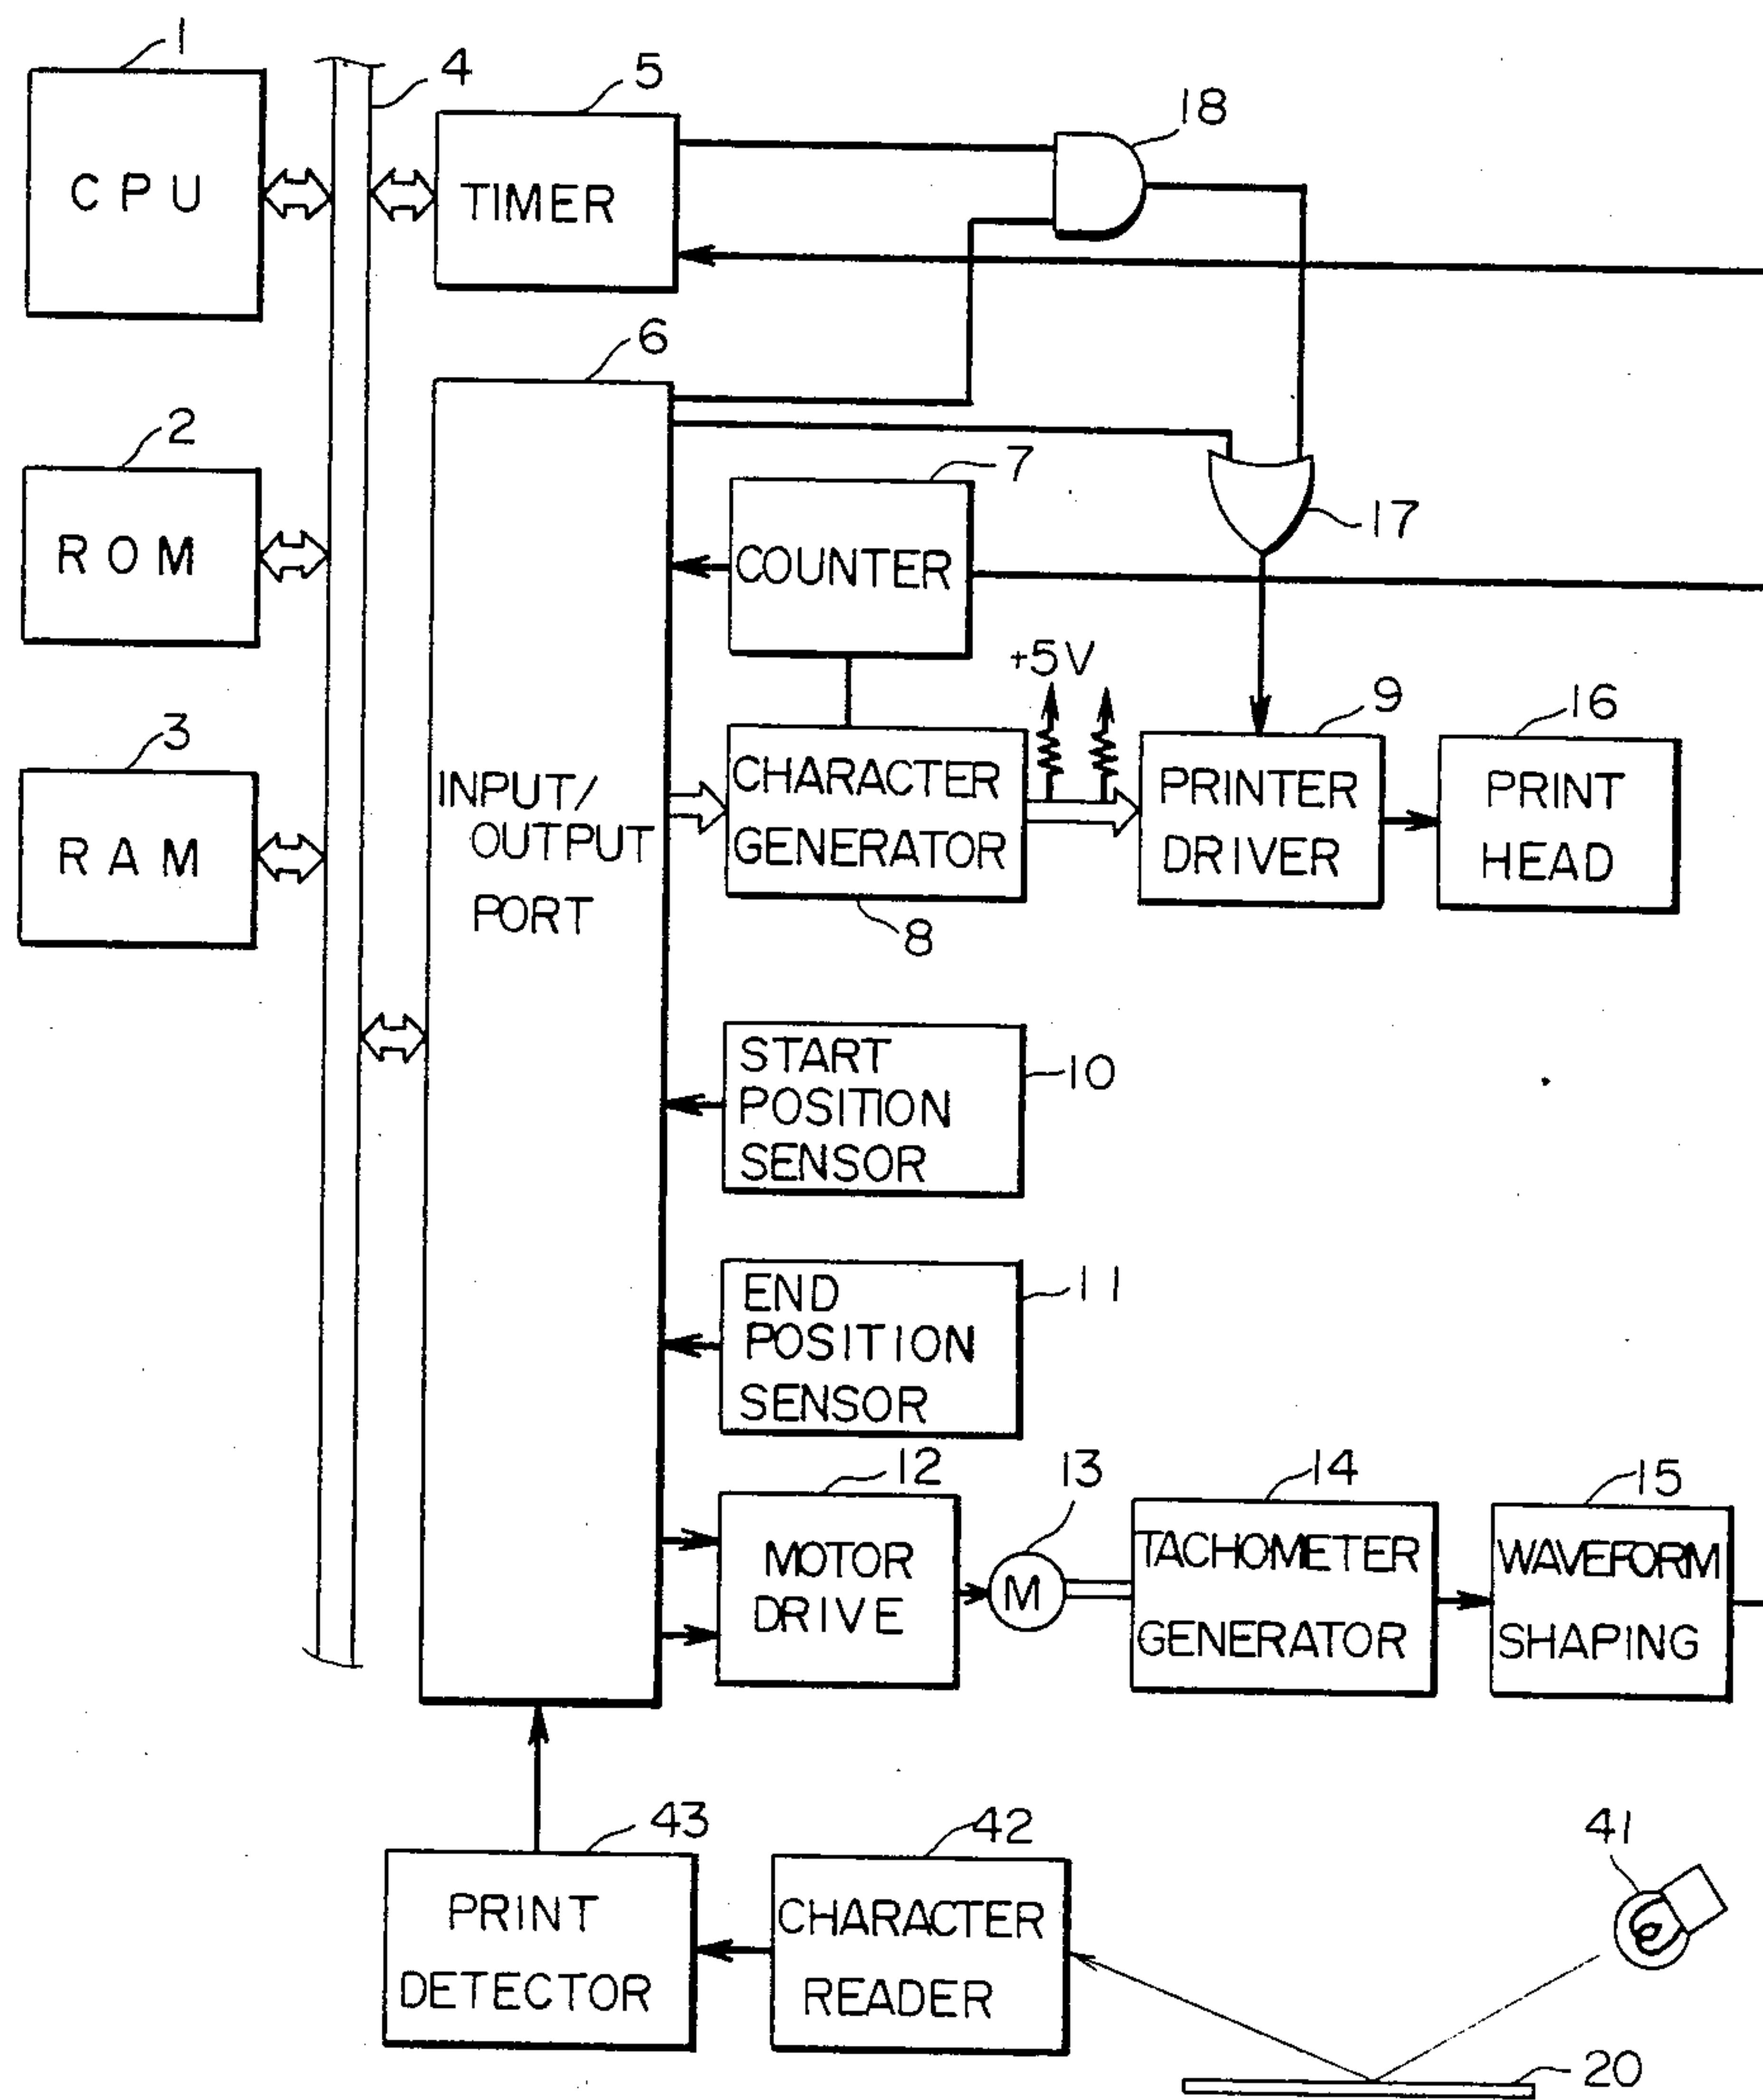 1
CPU
4
5
TIMER
18
2
ROM
6
INPUT/
OUTPUT
PORT
7
COUNTER
17
3
RAM
+5V
CHARACTER
GENERATOR
8
9
PRINTER
DRIVER
16
PRINT
HEAD
START
POSITION
SENSOR
10
END
POSITION
SENSOR
11
12
MOTOR
DRIVE
13
M
14
TACHOMETER
GENERATOR
15
WAVEFORM
SHAPING
43
PRINT
DETECTOR
42
CHARACTER
READER
41
20